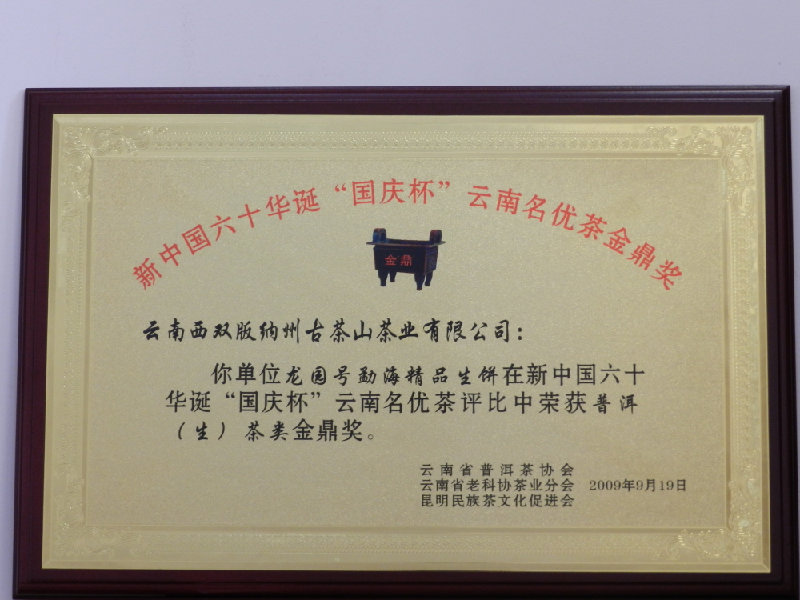 新中国六十华诞“国庆杯”云南名优茶金鼎奖
金鼎
云南西双版纳州古茶山茶业有限公司：
你单位龙园号勐海精品生饼在新中国六十
华诞“国庆杯”云南名优茶评比中荣获普洱
（生）茶类金鼎奖。
云南省普洱茶协会
云南省老科协茶业分会 2009年9月19日
昆明民族茶文化促进会